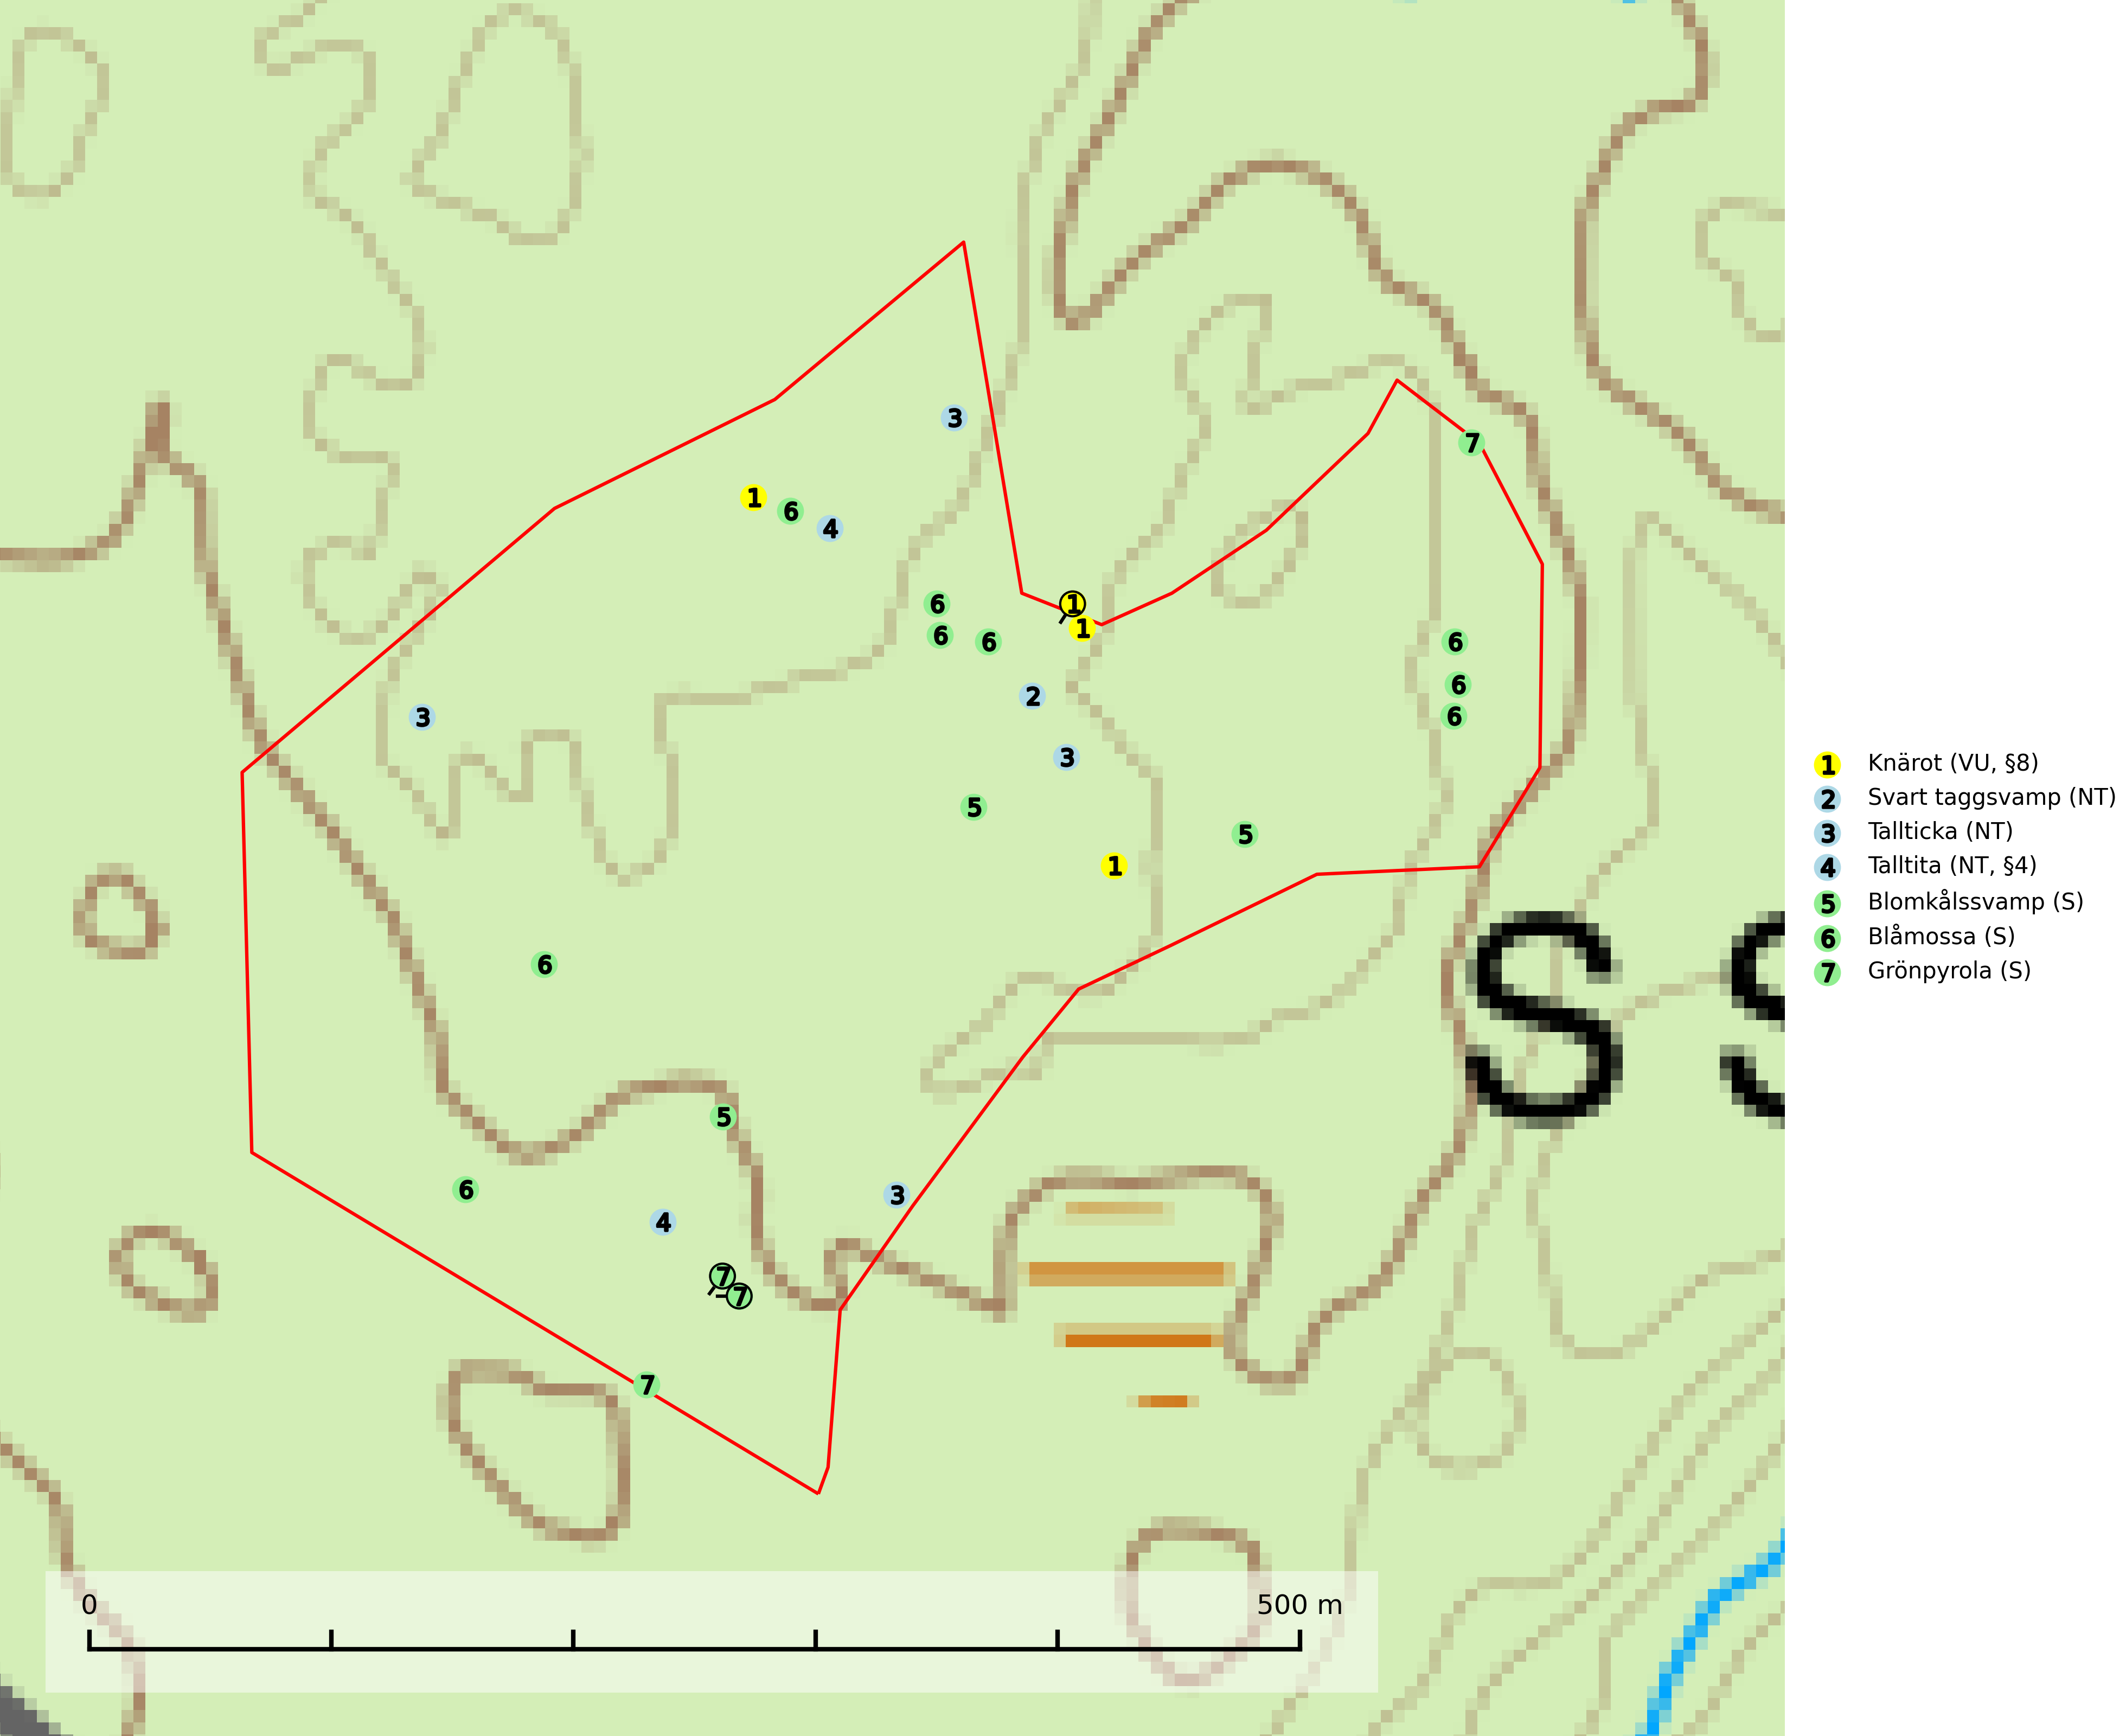 7
3
1
6
4
6
1
1
6
6
6
2
6
3
6
3
5
5
1
S
S
6
5
6
3
4
7
7
7
1 Knärot (VU, §8)
2 Svart taggsvamp (NT)
3 Tallticka (NT)
4 Talltita (NT, §4)
5 Blomkålssvamp (S)
6 Blåmossa (S)
7 Grönpyrola (S)
0 500 m